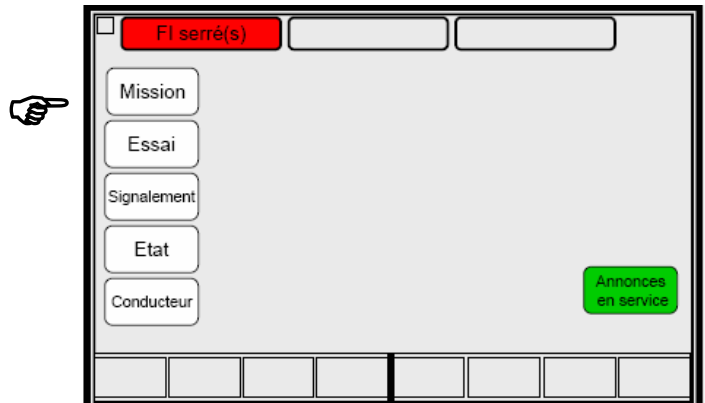 FI serré(s)
Mission
Essai
Signalement
Etat
Conducteur
Annonces
en service